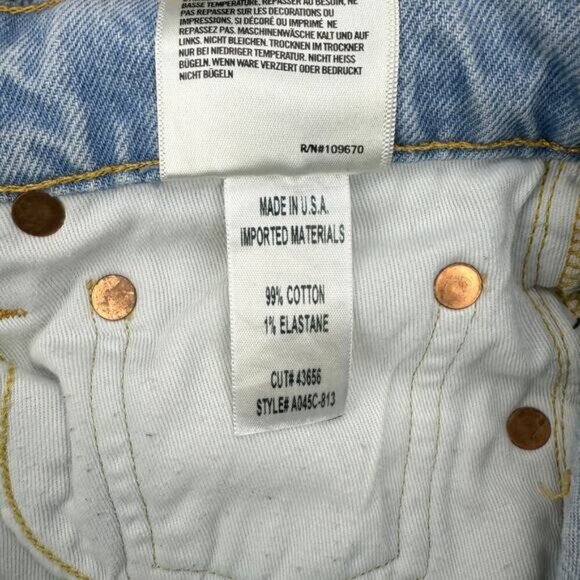 BASSE TEMPÉRATURE, REPASSER AU BESOIN, NE
PAS REPASSER SUR LES DECORATIONS OU
IMPRESSIONS. SI DÉCORÉ OU IMPRIMÉ NE
REPASSEZ PAS. MASCHINENWÄSCHE KALT UND AUF
LINKS. NICHT BLEICHEN. TROCKNEN IM TROCKNER
NUR BEI NIEDRIGER TEMPERATUR. NICHT HEISS
BÜGELN. WENN WARE VERZIERT ODER BEDRUCKT
NICHT BÜGELN
R/N#109670
MADE IN U.S.A.
IMPORTED MATERIALS
99% COTTON
1% ELASTANE
CUT# 43656
STYLE# A045C-813